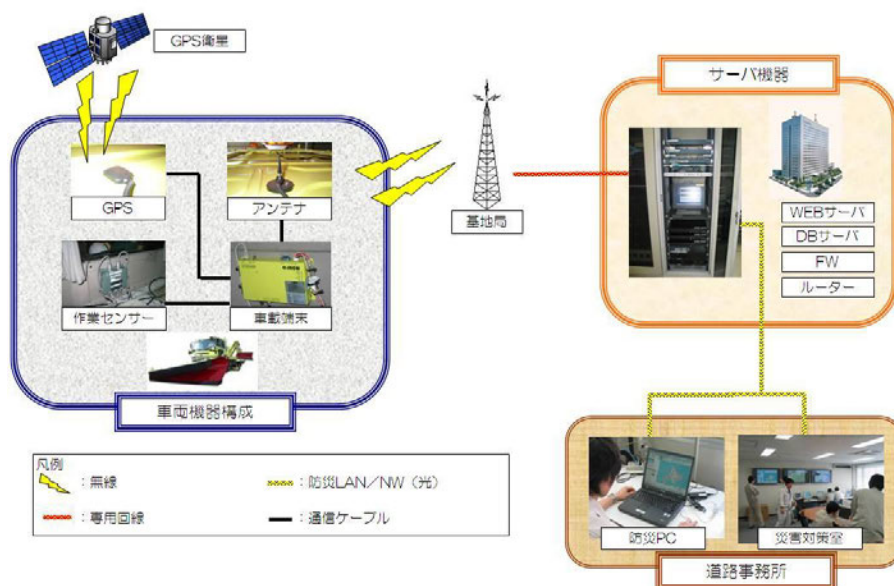 GPS衛星
GPS
アンテナ
作業センサー
車載端末
車両機器構成
基地局
サーバ機器
WEBサーバ
DBサーバ
FW
ルーター
防災PC
災害対策室
道路事務所
凡例
：無線
：防災LAN／NW（光）
：専用回線
：通信ケーブル